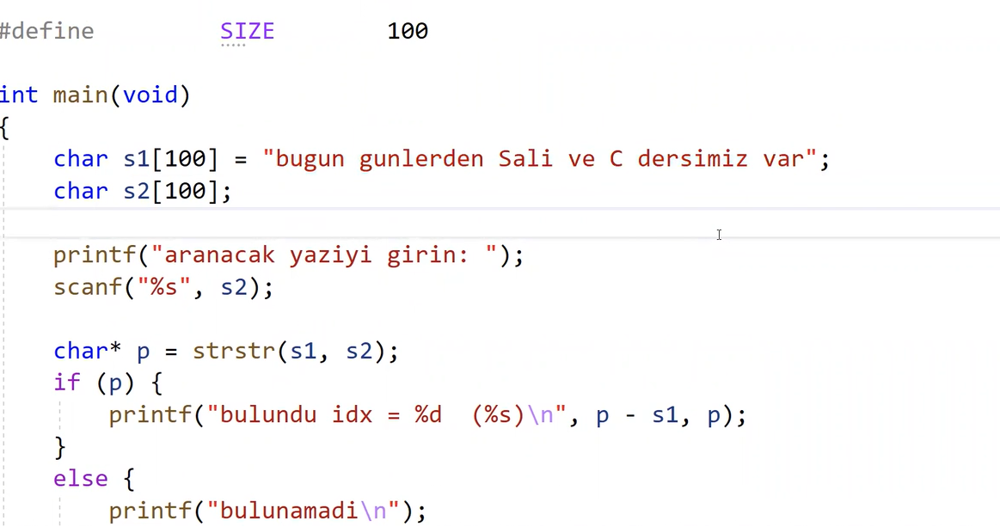 #define         SIZE        100
int main(void)
{
    char s1[100] = "bugun gunlerden Sali ve C dersimiz var";
    char s2[100];
    printf("aranacak yaziyi girin: ");
    scanf("%s", s2);
    char* p = strstr(s1, s2);
    if (p) {
        printf("bulundu idx = %d  (%s)\n", p - s1, p);
    }
    else {
        printf("bulunamadi\n");